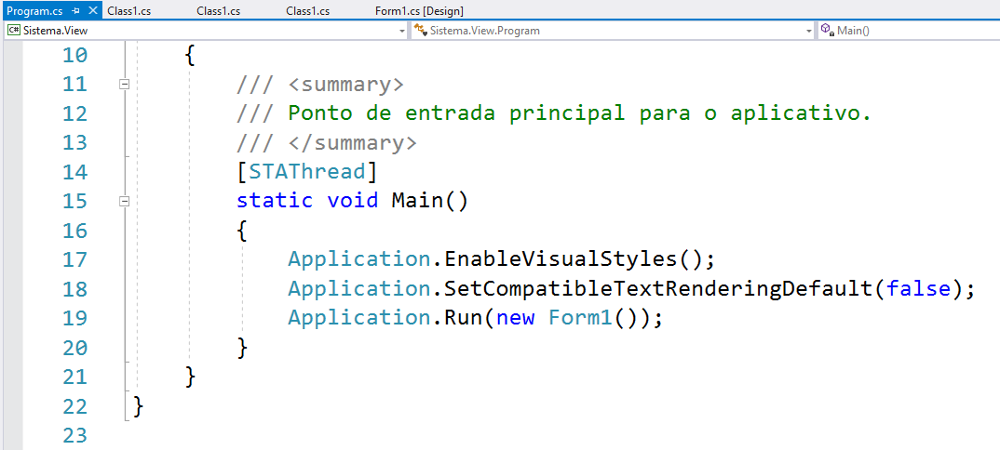 Program.cs Class1.cs Class1.cs Class1.cs Form1.cs [Design]
C# Sistema.View Sistema.View.Program Main()
10 {
11 /// <summary>
12 /// Ponto de entrada principal para o aplicativo.
13 /// </summary>
14 [STAThread]
15 static void Main()
16 {
17 Application.EnableVisualStyles();
18 Application.SetCompatibleTextRenderingDefault(false);
19 Application.Run(new Form1());
20 }
21 }
22 }
23